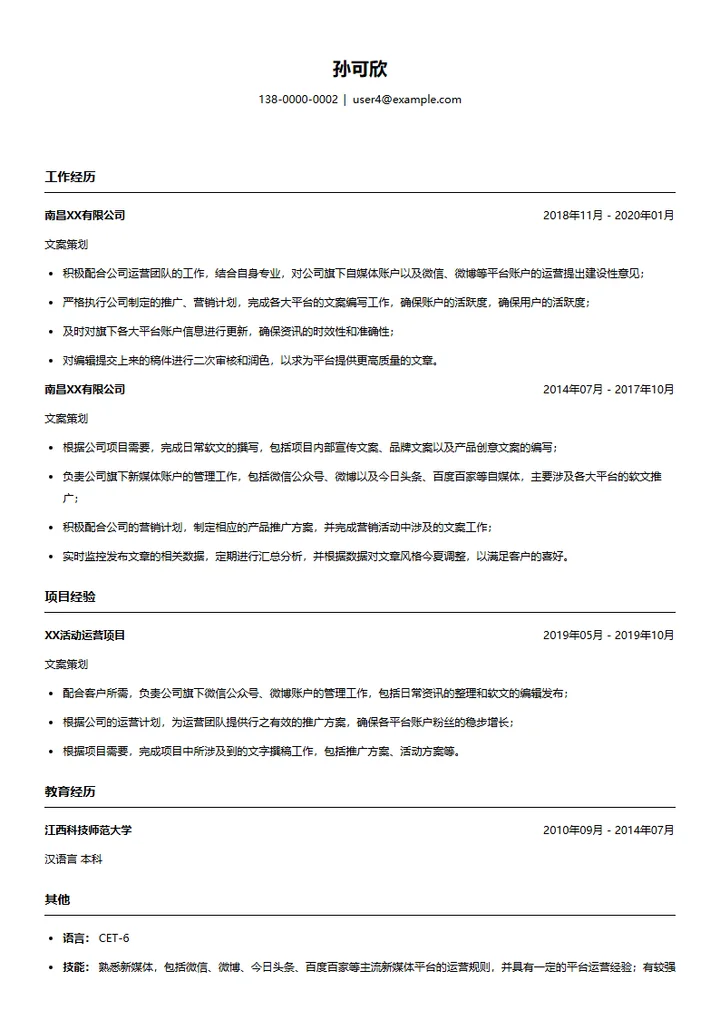 孙可欣
138-0000-0002 | user4@example.com
工作经历
南昌XX有限公司 2018年11月 - 2020年01月
文案策划
• 积极配合公司运营团队的工作，结合自身专业，对公司旗下自媒体账户以及微信、微博等平台账户的运营提出建设性意见；
• 严格执行公司制定的推广、营销计划，完成各大平台的文案编写工作，确保账户的活跃度，确保用户的活跃度；
• 及时对旗下各大平台账户信息进行更新，确保资讯的时效性和准确性；
• 对编辑提交上来的稿件进行二次审核和润色，以求为平台提供更高质量的文章。
南昌XX有限公司 2014年07月 - 2017年10月
文案策划
• 根据公司项目需要，完成日常软文的撰写，包括项目内部宣传文案、品牌文案以及产品创意文案的编写；
• 负责公司旗下新媒体账户的管理工作，包括微信公众号、微博以及今日头条、百度百家等自媒体，主要涉及各大平台的软文推
广；
• 积极配合公司的营销计划，制定相应的产品推广方案，并完成营销活动中涉及的文案工作；
• 实时监控发布文章的相关数据，定期进行汇总分析，并根据数据对文章风格今夏调整，以满足客户的喜好。
项目经验
XX活动运营项目 2019年05月 - 2019年10月
文案策划
• 配合客户所需，负责公司旗下微信公众号、微博账户的管理工作，包括日常资讯的整理和软文的编辑发布；
• 根据公司的运营计划，为运营团队提供行之有效的推广方案，确保各平台账户粉丝的稳步增长；
• 根据项目需要，完成项目中所涉及到的文字撰稿工作，包括推广方案、活动方案等。
教育经历
江西科技师范大学 2010年09月 - 2014年07月
汉语言 本科
其他
• 语言： CET-6
• 技能： 熟悉新媒体，包括微信、微博、今日头条、百度百家等主流新媒体平台的运营规则，并具有一定的平台运营经验；有较强